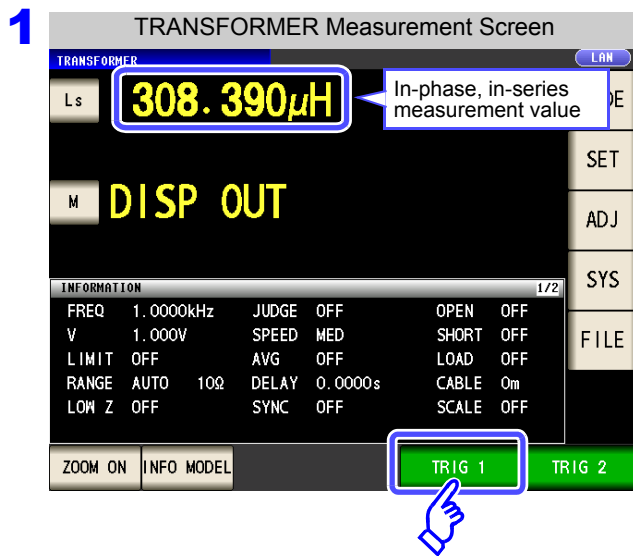 1
TRANSFORMER Measurement Screen
TRANSFORMER
LAN
Ls
308.390μH
In-phase, in-series
measurement value
SET
M
DISP OUT
ADJ
SYS
FILE
INFORMATION 1/2
FREQ 1.0000kHz JUDGE OFF OPEN OFF
V 1.000V SPEED MED SHORT OFF
LIMIT OFF AVG OFF LOAD OFF
RANGE AUTO 10Ω DELAY 0.0000s CABLE 0m
LOW Z OFF SYNC OFF SCALE OFF
ZOOM ON INFO MODEL TRIG 1 TRIG 2